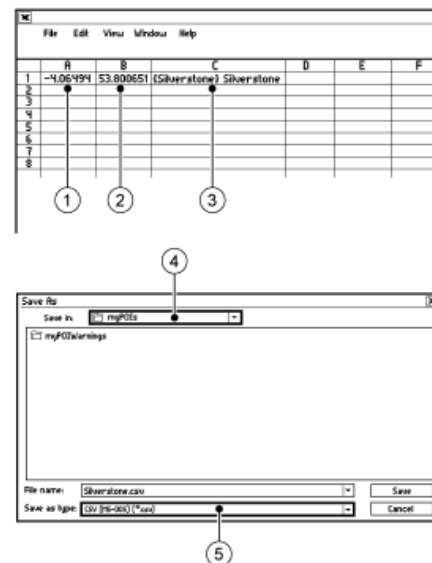 File Edit View Window Help
A B C D E F
1 -4.06494 53.800651 {Silverstone} Silverstone
2
3
4
5
6
7
8
1 2 3
4
Save As
Save in: myPOIs
myPOIWarnings
File name: Silverstone.csv Save
Save as type: CSV (MS-DOS) (*.csv) Cancel
5